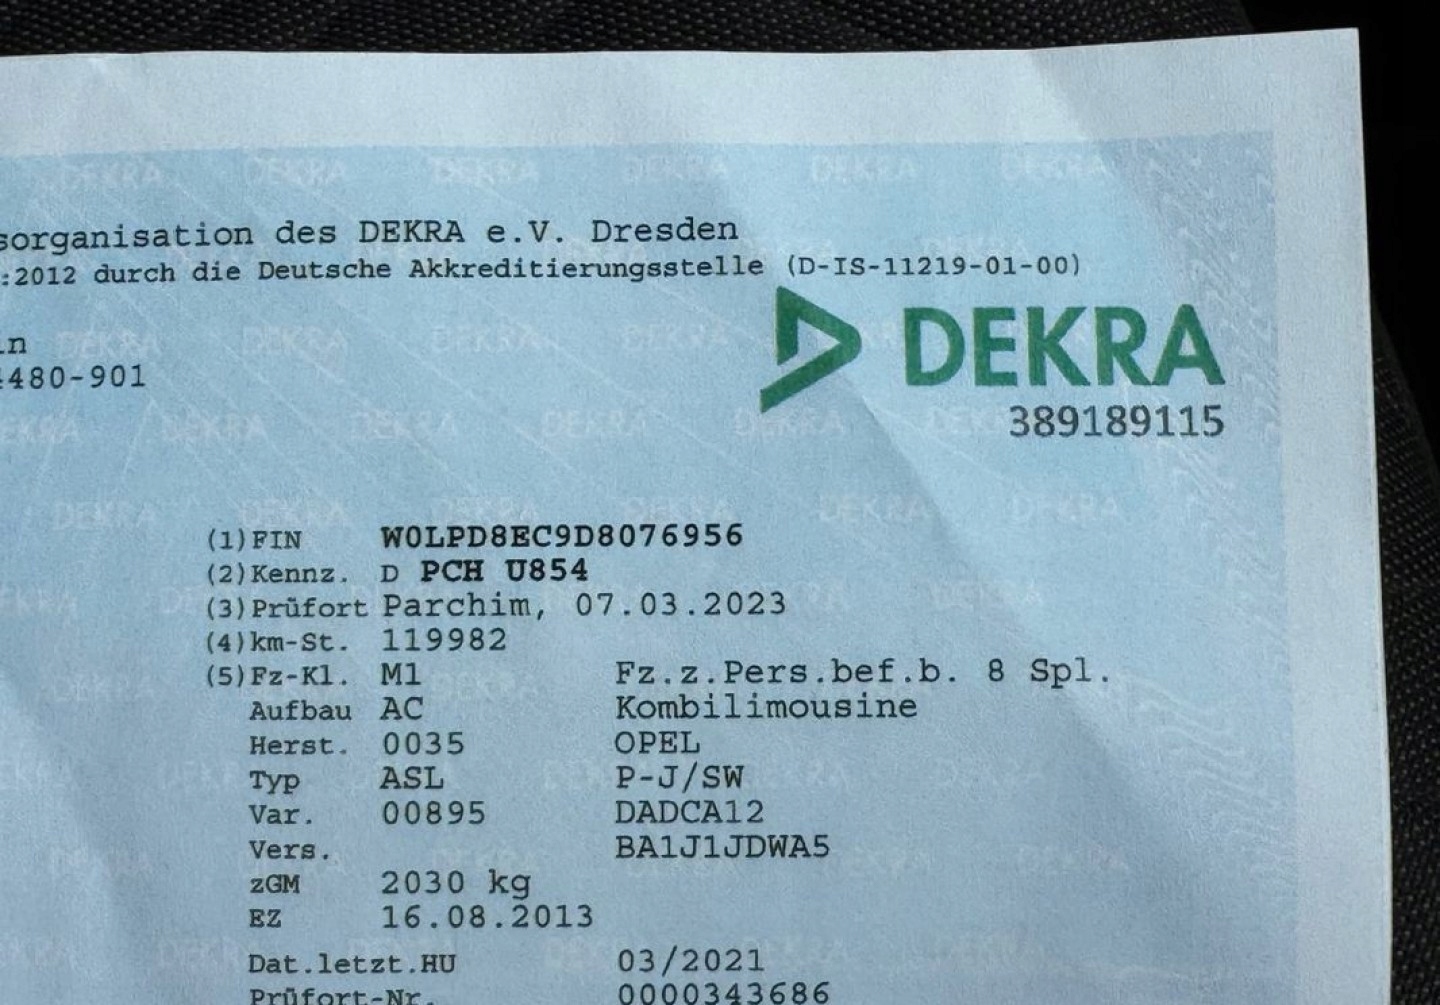 sorganisation des DEKRA e.V. Dresden
:2012 durch die Deutsche Akkreditierungsstelle (D-IS-11219-01-00)
in
4480-901
DEKRA
389189115
(1) FIN W0LPD8EC9D8076956
(2) Kennz. D PCH U854
(3) Prüfort Parchim, 07.03.2023
(4) km-St. 119982
(5) Fz-Kl. M1 Fz.z.Pers.bef.b. 8 Spl.
Aufbau AC Kombilimousine
Herst. 0035 OPEL
Typ ASL P-J/SW
Var. 00895 DADCA12
Vers. BA1J1JDWA5
zGM 2030 kg
EZ 16.08.2013
Dat.letzt.HU 03/2021
Prüfort-Nr. 0000343686